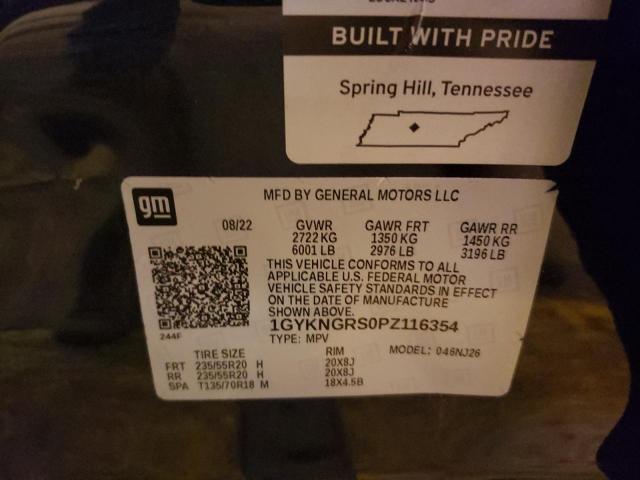 BUILT WITH PRIDE
Spring Hill, Tennessee
gm
MFD BY GENERAL MOTORS LLC
08/22 GVWR GAWR FRT GAWR RR
2722 KG 1350 KG 1450 KG
6001 LB 2976 LB 3196 LB
THIS VEHICLE CONFORMS TO ALL
APPLICABLE U.S. FEDERAL MOTOR
VEHICLE SAFETY STANDARDS IN EFFECT
ON THE DATE OF MANUFACTURE
SHOWN ABOVE.
1GYKNGRS0PZ116354
244F TYPE: MPV
TIRE SIZE RIM MODEL: 046NJ26
FRT 235/55R20 H 20X8J
RR 235/55R20 H 20X8J
SPA T135/70R18 M 18X4.5B